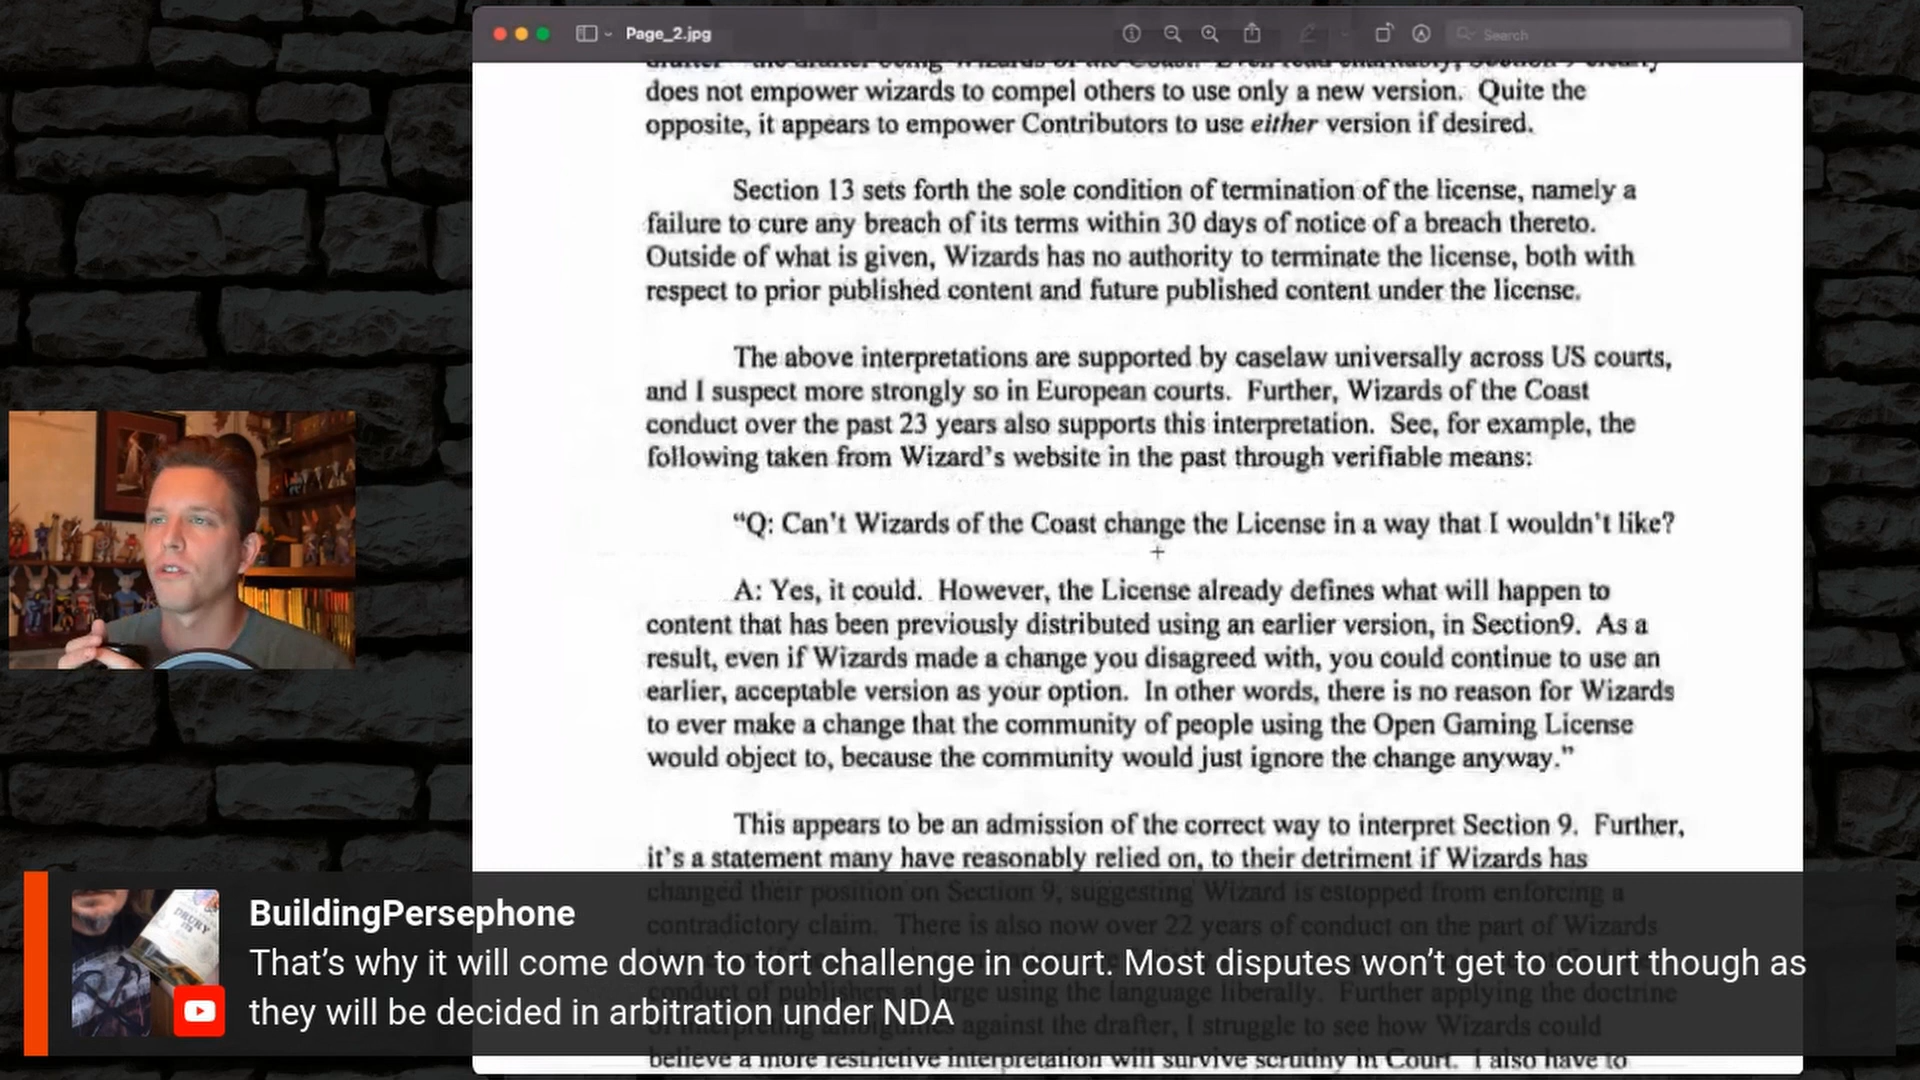 Page_2.jpg
Search
drafter – the drafter being Wizards of the Coast. Even read charitably, Section 9 clearly
does not empower wizards to compel others to use only a new version. Quite the
opposite, it appears to empower Contributors to use either version if desired.
Section 13 sets forth the sole condition of termination of the license, namely a
failure to cure any breach of its terms within 30 days of notice of a breach thereto.
Outside of what is given, Wizards has no authority to terminate the license, both with
respect to prior published content and future published content under the license.
The above interpretations are supported by caselaw universally across US courts,
and I suspect more strongly so in European courts. Further, Wizards of the Coast
conduct over the past 23 years also supports this interpretation. See, for example, the
following taken from Wizard's website in the past through verifiable means:
“Q: Can't Wizards of the Coast change the License in a way that I wouldn't like?
A: Yes, it could. However, the License already defines what will happen to
content that has been previously distributed using an earlier version, in Section9. As a
result, even if Wizards made a change you disagreed with, you could continue to use an
earlier, acceptable version as your option. In other words, there is no reason for Wizards
to ever make a change that the community of people using the Open Gaming License
would object to, because the community would just ignore the change anyway.”
This appears to be an admission of the correct way to interpret Section 9. Further,
it's a statement many have reasonably relied on, to their detriment if Wizards has
changed their position on Section 9, suggesting Wizard is estopped from enforcing a
contradictory claim. There is also now over 22 years of conduct on the part of Wizards
conduct of publishers at large using the language liberally. Further applying the doctrine
of interpreting ambiguities against the drafter, I struggle to see how Wizards could
believe a more restrictive interpretation will survive scrutiny in Court. I also have to
DRURY
BuildingPersephone
That’s why it will come down to tort challenge in court. Most disputes won’t get to court though as
they will be decided in arbitration under NDA